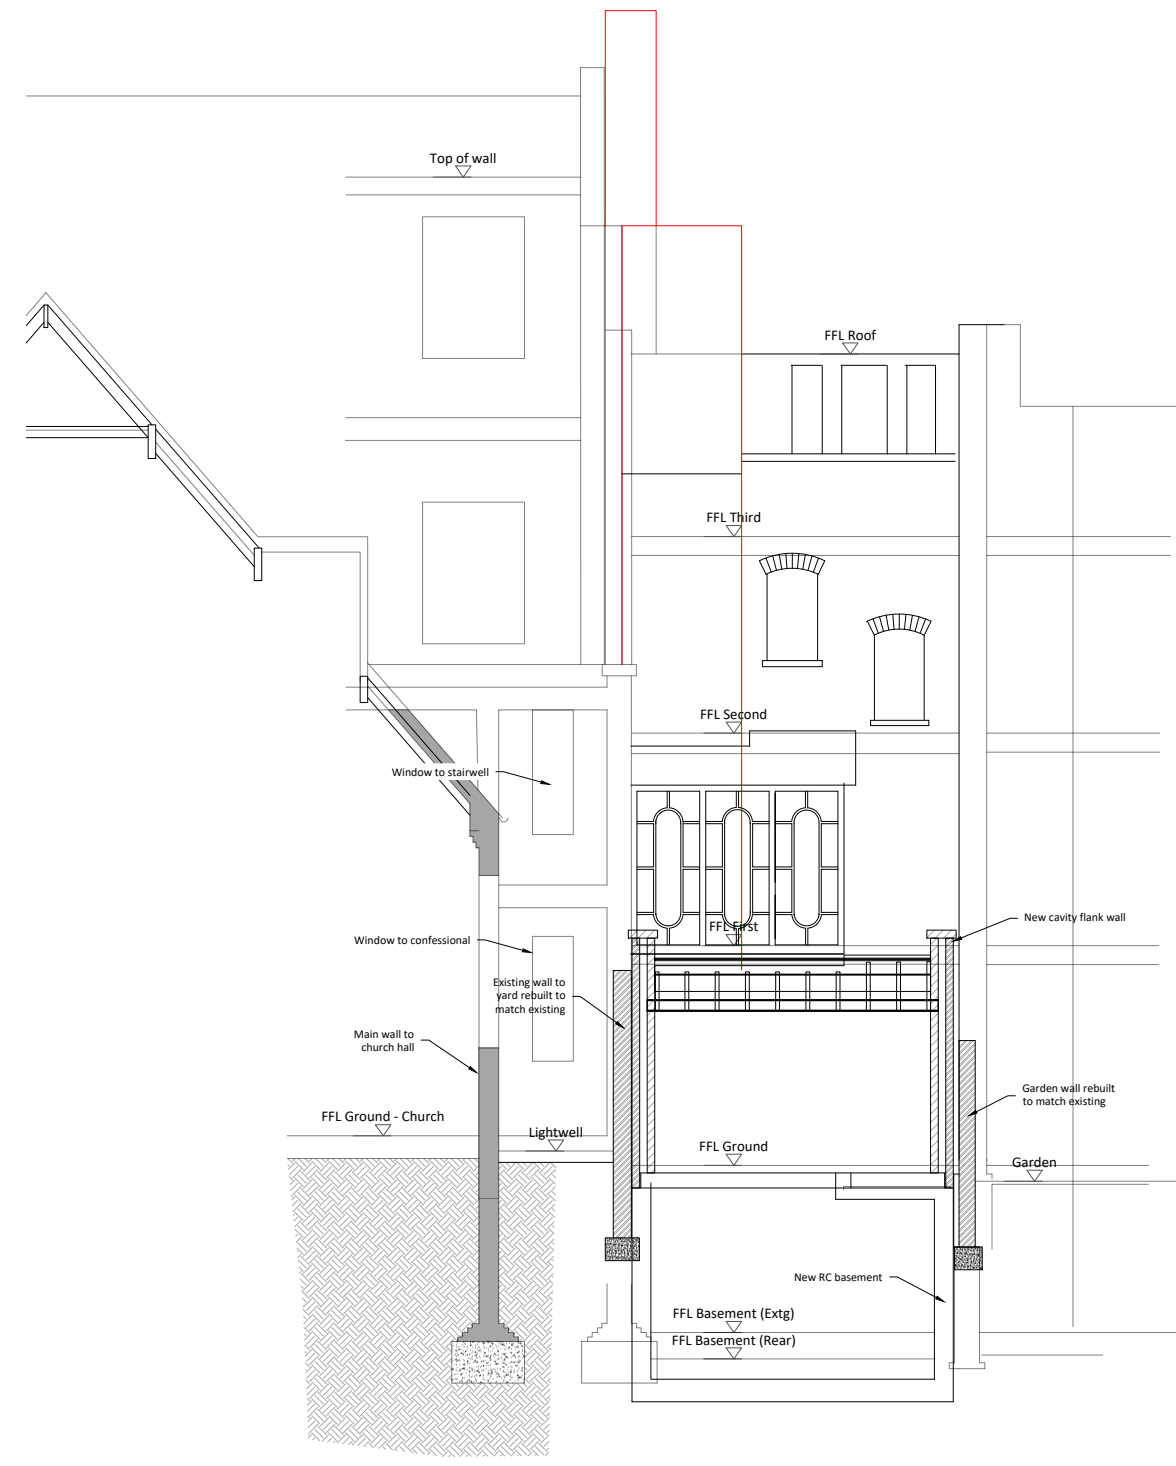 Top of wall
FFL Roof
FFL Third
FFL Second
Window to stairwell
New cavity flank wall
FFL First
Window to confessional
Existing wall to
yard rebuilt to
match existing
Main wall to
church hall
Garden wall rebuilt
to match existing
FFL Ground - Church
Lightwell
FFL Ground
Garden
New RC basement
FFL Basement (Extg)
FFL Basement (Rear)